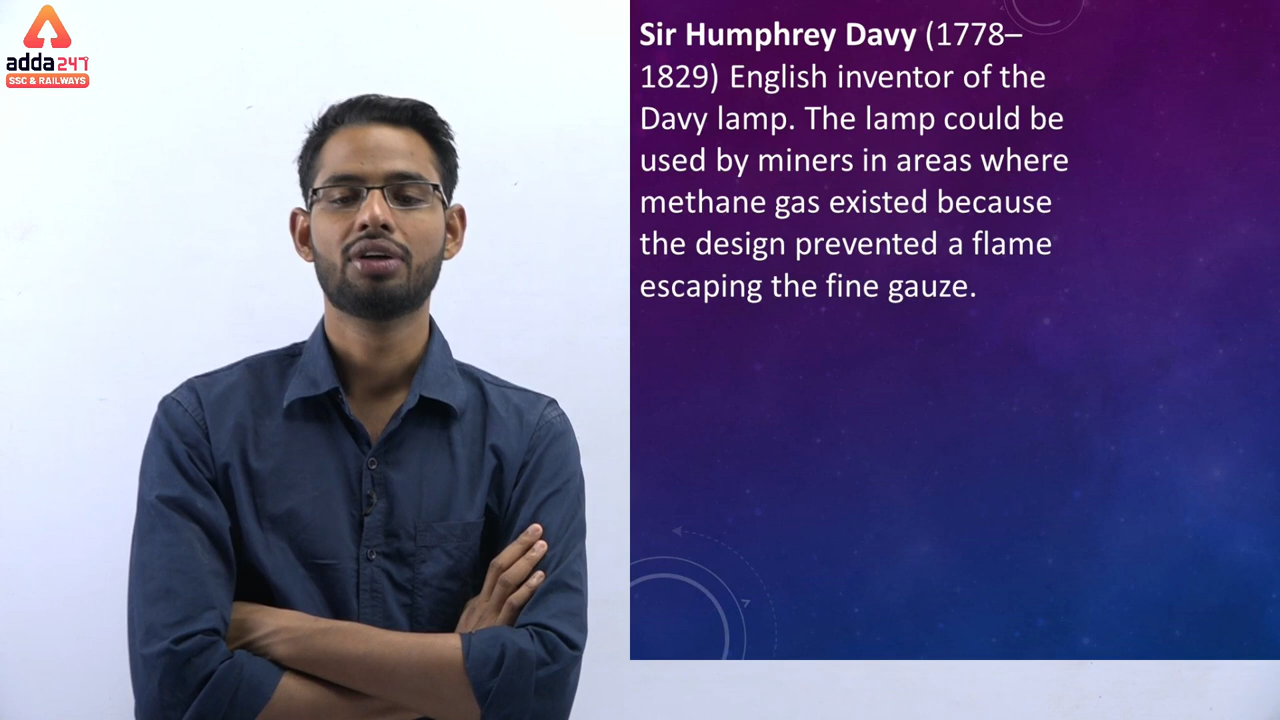 adda247
SSC & RAILWAYS
Sir Humphrey Davy (1778–
1829) English inventor of the
Davy lamp. The lamp could be
used by miners in areas where
methane gas existed because
the design prevented a flame
escaping the fine gauze.